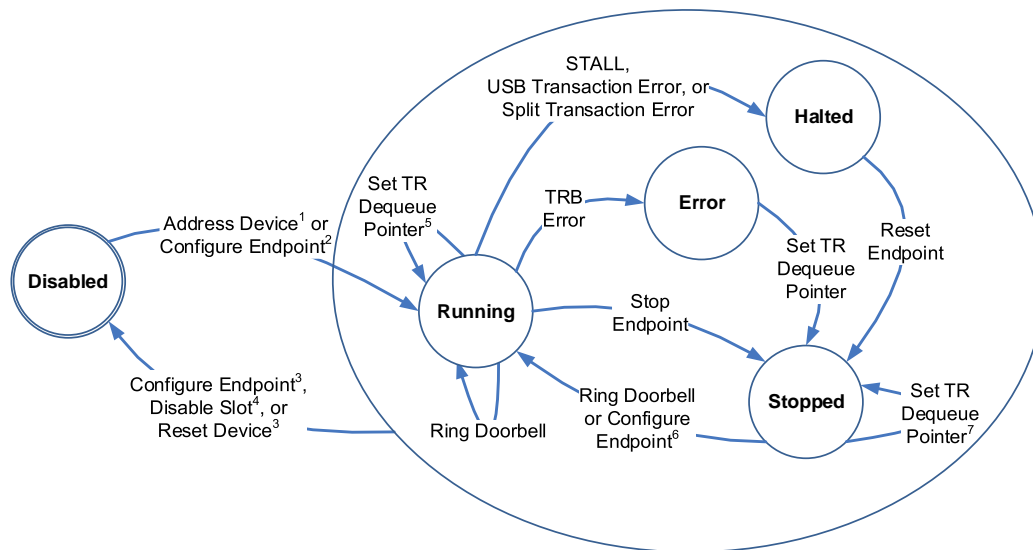 STALL,
USB Transaction Error, or
Split Transaction Error
Halted
Set TR
Dequeue
Pointer⁵
TRB
Error
Error
Address Device¹ or
Configure Endpoint²
Reset
Endpoint
Set TR
Dequeue
Pointer
Disabled
Running
Stop
Endpoint
Configure Endpoint³,
Disable Slot⁴, or
Reset Device³
Ring Doorbell
Ring Doorbell
or Configure
Endpoint⁶
Stopped
Set TR
Dequeue
Pointer⁷